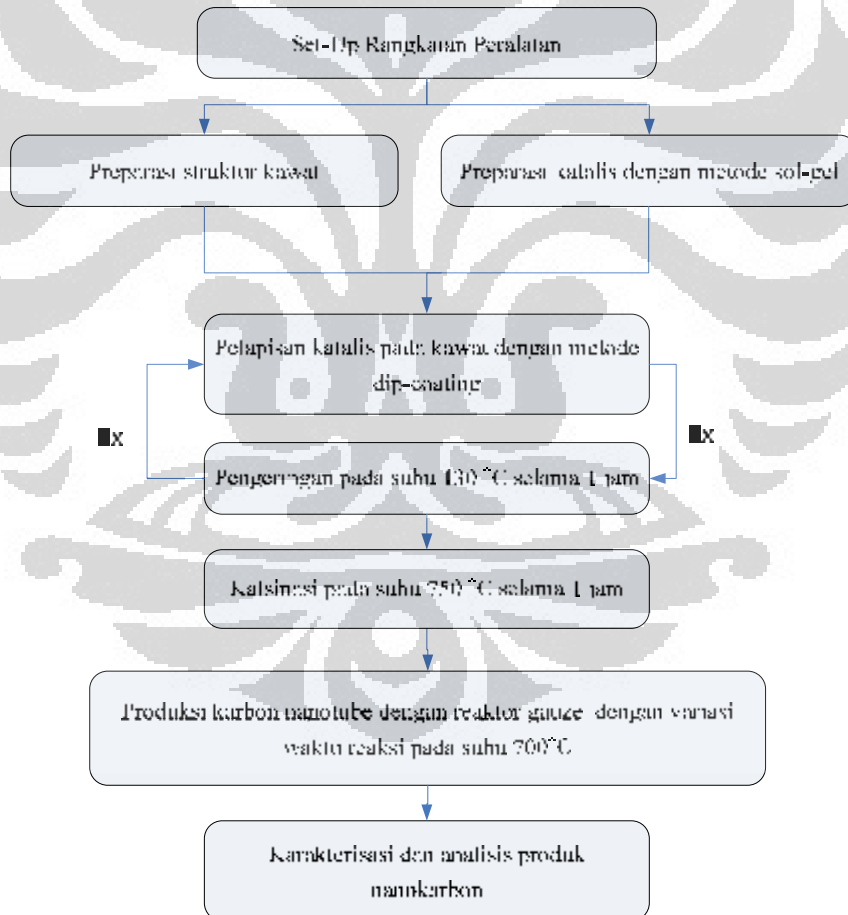 Set-Up Rangkaian Peralatan
Preparasi struktur kawat
Preparasi katalis dengan metode sol-gel
Pelapisan katalis pada kawat dengan metode
dip-coating
x
x
Pengeringan pada suhu 130 °C selama 1 jam
Kalsinasi pada suhu 750 °C selama 1 jam
Produksi karbon nanotube dengan reaktor gauze dengan variasi
waktu reaksi pada suhu 700°C
Karakterisasi dan analisis produk
nanokarbon